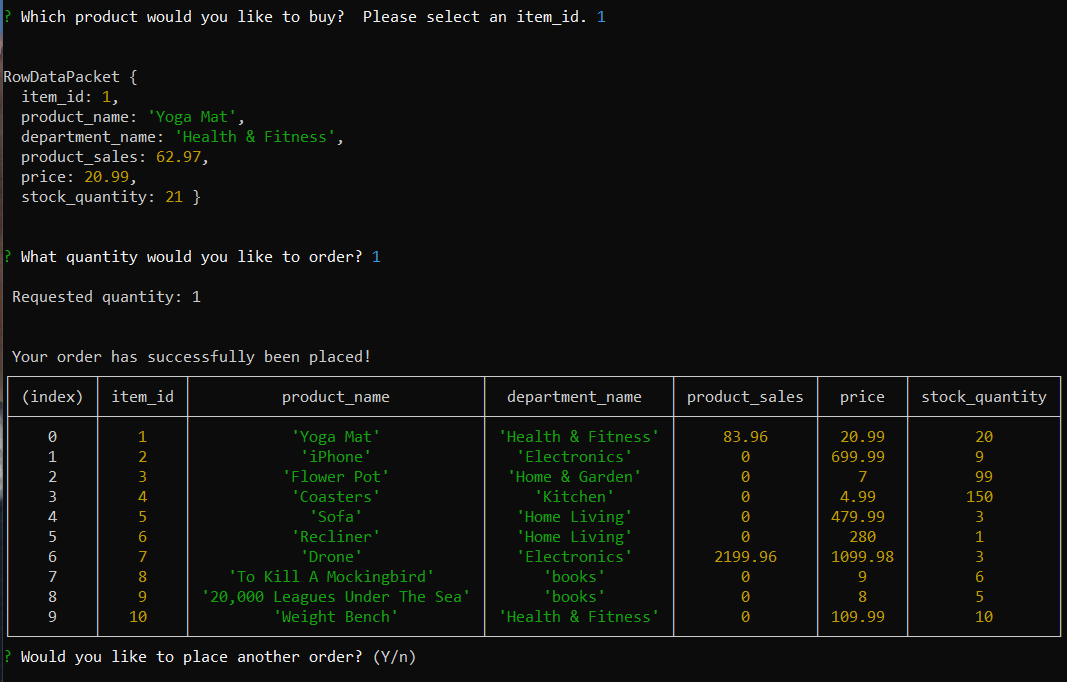 ? Which product would you like to buy?  Please select an item_id. 1
RowDataPacket {
item_id: 1,
product_name: 'Yoga Mat',
department_name: 'Health & Fitness',
product_sales: 62.97,
price: 20.99,
stock_quantity: 21 }
? What quantity would you like to order? 1
Requested quantity: 1
Your order has successfully been placed!
(index) item_id product_name department_name product_sales price stock_quantity
0 1 'Yoga Mat' 'Health & Fitness' 83.96 20.99 20
1 2 'iPhone' 'Electronics' 0 699.99 9
2 3 'Flower Pot' 'Home & Garden' 0 7 99
3 4 'Coasters' 'Kitchen' 0 4.99 150
4 5 'Sofa' 'Home Living' 0 479.99 3
5 6 'Recliner' 'Home Living' 0 280 1
6 7 'Drone' 'Electronics' 2199.96 1099.98 3
7 8 'To Kill A Mockingbird' 'books' 0 9 6
8 9 '20,000 Leagues Under The Sea' 'books' 0 8 5
9 10 'Weight Bench' 'Health & Fitness' 0 109.99 10
? Would you like to place another order? (Y/n)